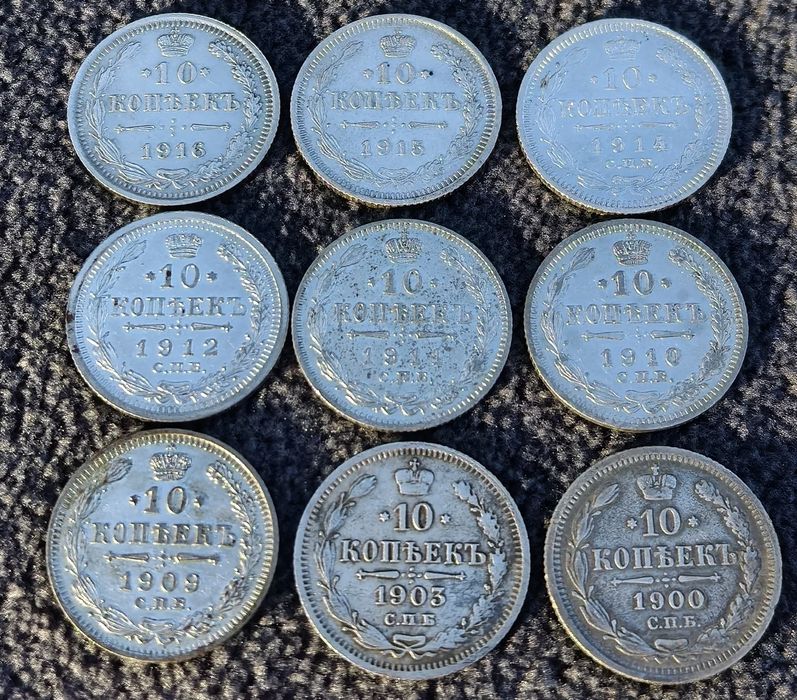 *10*
КОПѢЕКЪ
1916
*10*
КОПѢЕКЪ
1915
*10*
КОПѢЕКЪ
1914
С.П.Б.
*10*
КОПѢЕКЪ
1912
С.П.Б.
*10*
КОПѢЕКЪ
С.П.Б.
*10*
КОПѢЕКЪ
1910
С.П.Б.
*10*
КОПѢЕКЪ
1909
С.П.Б.
*10*
КОПѢЕКЪ
1903
С.П.Б.
*10*
КОПѢЕКЪ
1900
С.П.Б.